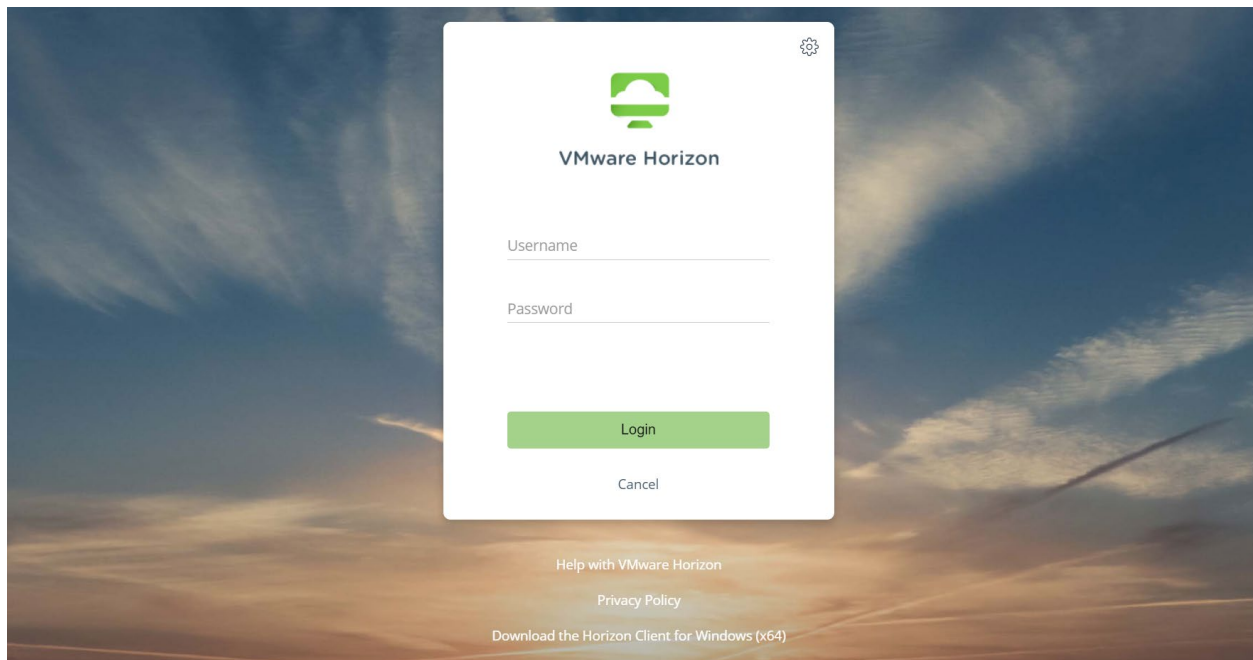 VMware Horizon
Username
Password
Login
Cancel
Help with VMware Horizon
Privacy Policy
Download the Horizon Client for Windows (x64)